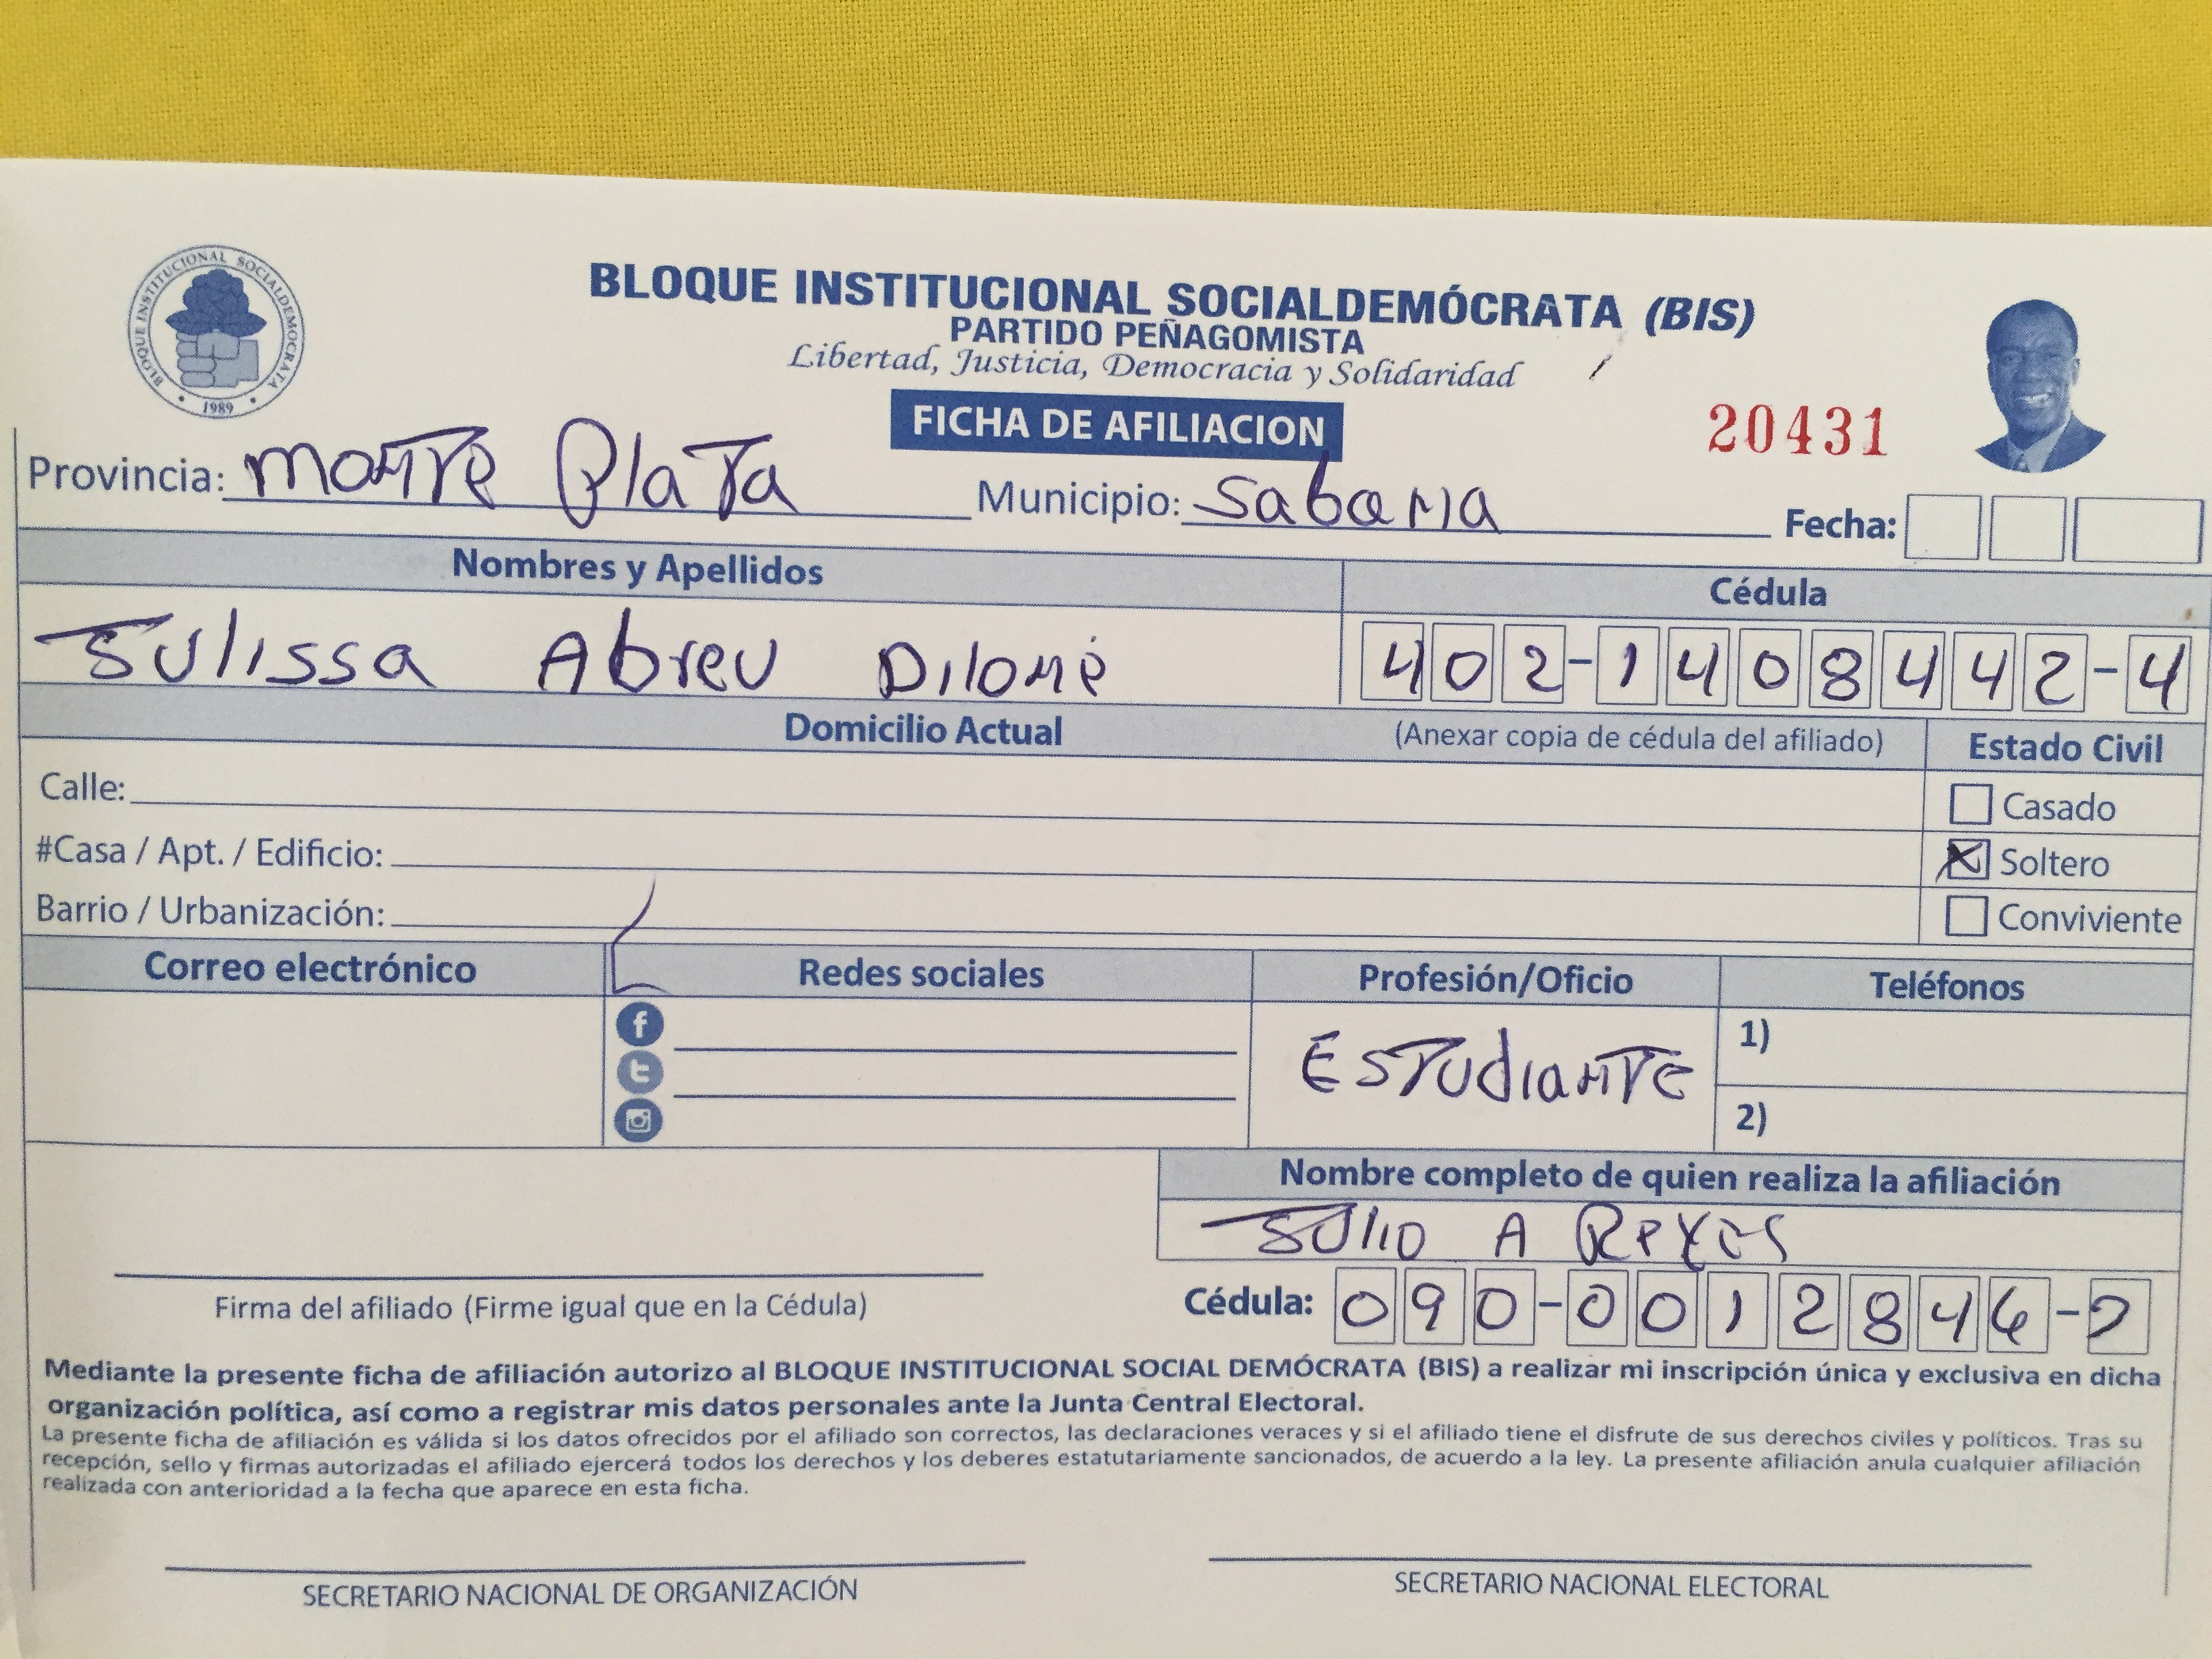 BLOQUE INSTITUCIONAL SOCIALDEMOCRATA
1989
BLOQUE INSTITUCIONAL SOCIALDEMÓCRATA (BIS)
PARTIDO PEÑAGOMISTA
Libertad, Justicia, Democracia y Solidaridad
FICHA DE AFILIACION
20431
Provincia: Monte Plata Municipio: Sabana Fecha:
Nombres y Apellidos Cédula
Julissa Abreu Dilone 402-1408442-4
Domicilio Actual (Anexar copia de cédula del afiliado) Estado Civil
Calle: Casado
#Casa / Apt. / Edificio: Soltero
Barrio / Urbanización: Conviviente
Correo electrónico Redes sociales Profesión/Oficio Teléfonos
Estudiante 1)
2)
Nombre completo de quien realiza la afiliación
Julio A Reyes
Firma del afiliado (Firme igual que en la Cédula) Cédula: 090-0012846-2
Mediante la presente ficha de afiliación autorizo al BLOQUE INSTITUCIONAL SOCIAL DEMÓCRATA (BIS) a realizar mi inscripción única y exclusiva en dicha
organización política, así como a registrar mis datos personales ante la Junta Central Electoral.
La presente ficha de afiliación es válida si los datos ofrecidos por el afiliado son correctos, las declaraciones veraces y si el afiliado tiene el disfrute de sus derechos civiles y políticos. Tras su
recepción, sello y firmas autorizadas el afiliado ejercerá todos los derechos y los deberes estatutariamente sancionados, de acuerdo a la ley. La presente afiliación anula cualquier afiliación
realizada con anterioridad a la fecha que aparece en esta ficha.
SECRETARIO NACIONAL DE ORGANIZACIÓN SECRETARIO NACIONAL ELECTORAL